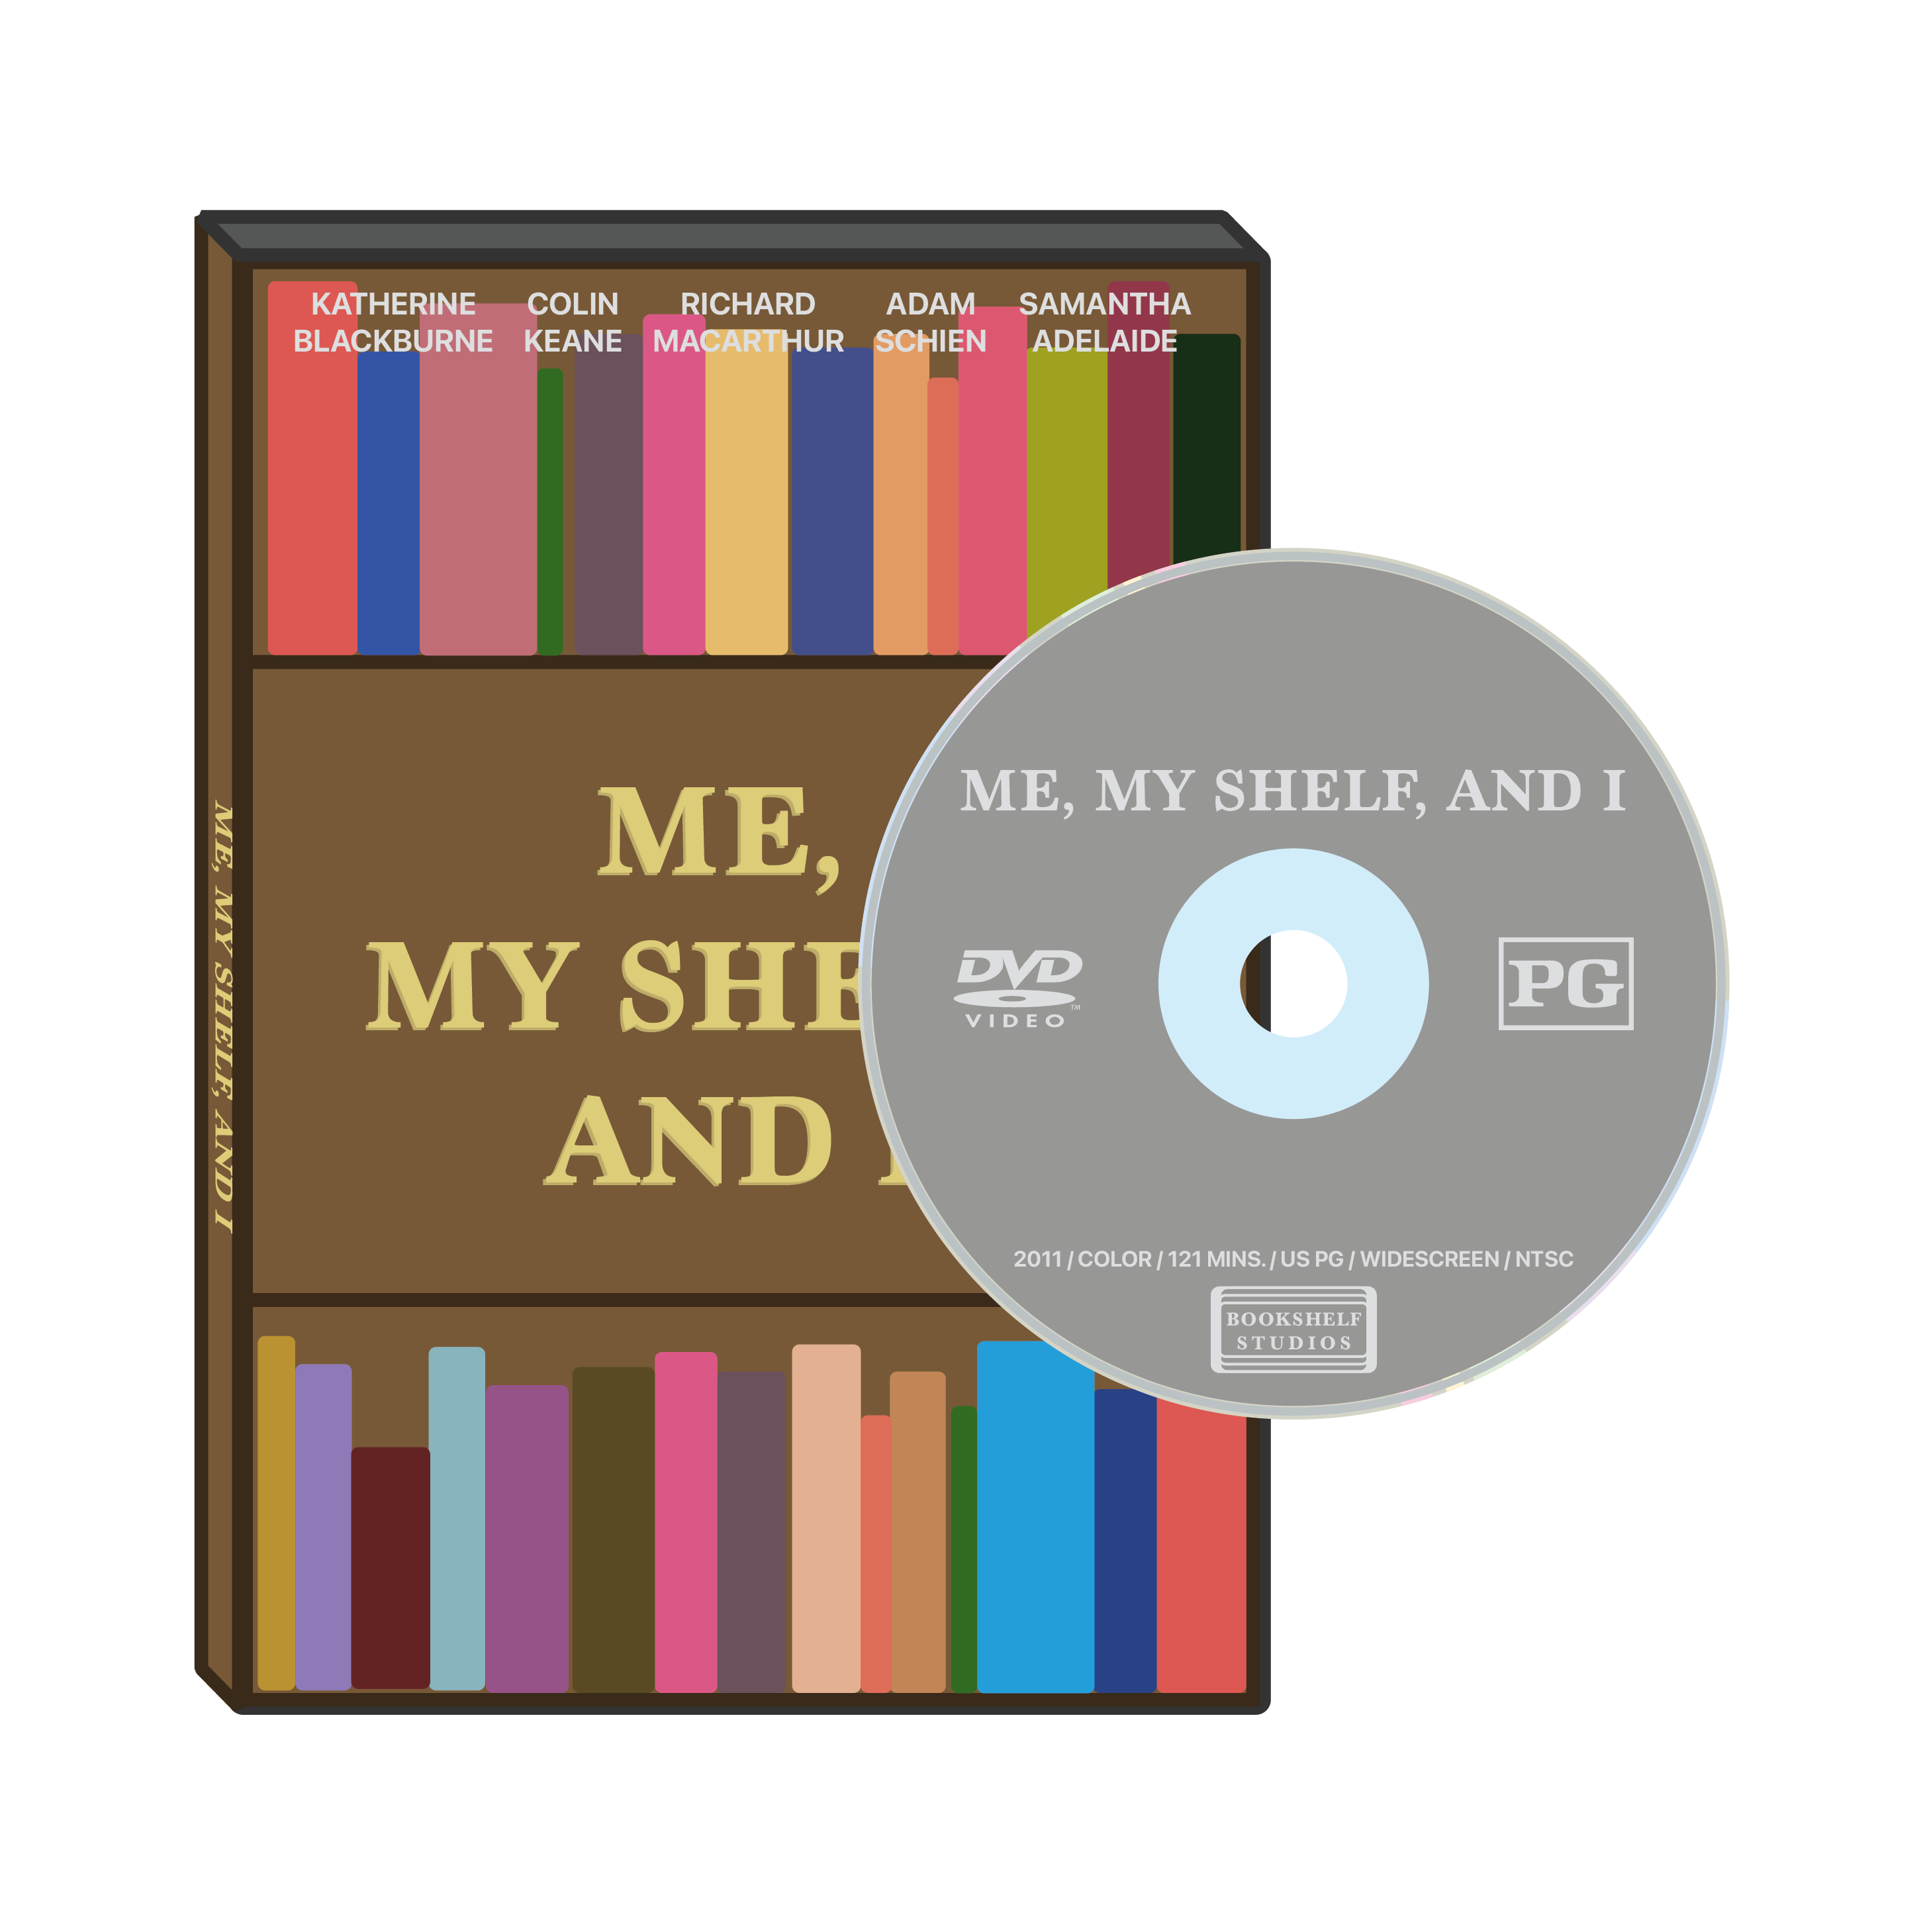 KATHERINE BLACKBURNE
COLIN KEANE
RICHARD MACARTHUR
ADAM SCHIEN
SAMANTHA ADELAIDE
ME, MY SHELF, AND I
ME,
MY SHE
AND I
ME, MY SHELF, AND I
DVD
VIDEO
TM
PG
2011 / COLOR / 121 MINS. / US PG / WIDESCREEN / NTSC
BOOKSHELF
STUDIOS